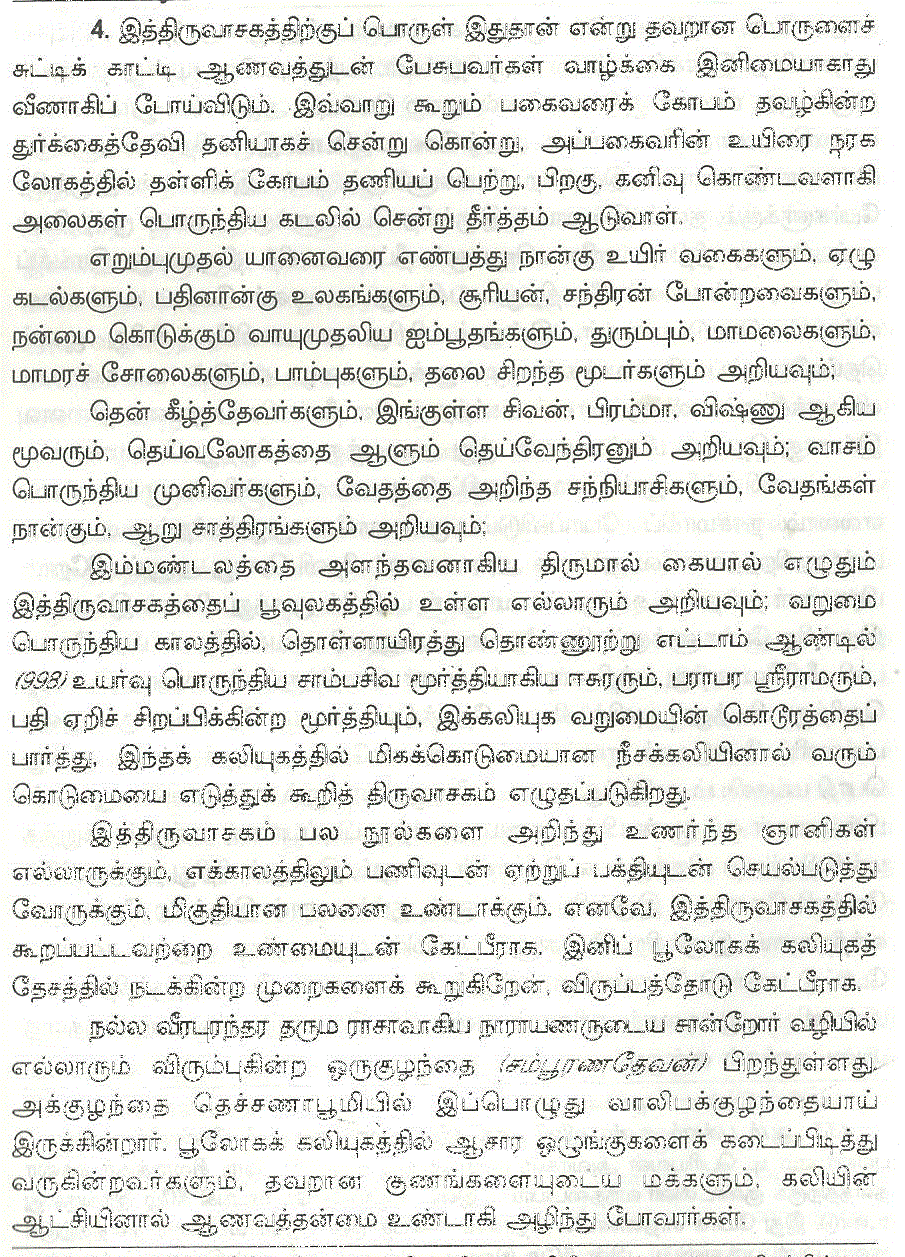 4. இத்திருவாசகத்திற்குப் பொருள் இதுதான் என்று தவறான பொருளைச்
சுட்டிக் காட்டி ஆணவத்துடன் பேசுபவர்கள் வாழ்க்கை இனிமையாகாது
வீணாகிப் போய்விடும். இவ்வாறு கூறும் பகைவரைக் கோபம் தவழ்கின்ற
துர்க்கைத்தேவி தனியாகச் சென்று கொன்று, அப்பகைவரின் உயிரை நரக
லோகத்தில் தள்ளிக் கோபம் தணியப் பெற்று, பிறகு, கனிவு கொண்டவளாகி
அலைகள் பொருந்திய கடலில் சென்று தீர்த்தம் ஆடுவாள்.
எறும்புமுதல் யானைவரை எண்பத்து நான்கு உயிர் வகைகளும், ஏழு
கடல்களும், பதினான்கு உலகங்களும், சூரியன், சந்திரன் போன்றவைகளும்,
நன்மை கொடுக்கும் வாயுமுதலிய ஐம்பூதங்களும், துரும்பும், மாமலைகளும்,
மாமரச் சோலைகளும், பாம்புகளும், தலை சிறந்த மூடர்களும் அறியவும்;
தென் கீழ்த்தேவர்களும், இங்குள்ள சிவன், பிரம்மா, விஷ்ணு ஆகிய
மூவரும், தெய்வலோகத்தை ஆளும் தெய்வேந்திரனும் அறியவும்; வாசம்
பொருந்திய முனிவர்களும், வேதத்தை அறிந்த சந்நியாசிகளும், வேதங்கள்
நான்கும், ஆறு சாத்திரங்களும் அறியவும்;
இம்மண்டலத்தை அளந்தவனாகிய திருமால் கையால் எழுதும்
இத்திருவாசகத்தைப் பூவுலகத்தில் உள்ள எல்லாரும் அறியவும்; வறுமை
பொருந்திய காலத்தில், தொள்ளாயிரத்து தொண்ணூற்று எட்டாம் ஆண்டில்
(998) உயர்வு பொருந்திய சாம்பசிவ மூர்த்தியாகிய ஈசுரரும், பராபர ஸ்ரீராமரும்,
பதி ஏறிச் சிறப்பிக்கின்ற மூர்த்தியும், இக்கலியுக வறுமையின் கொடூரத்தைப்
பார்த்து, இந்தக் கலியுகத்தில் மிகக்கொடுமையான நீசக்கலியினால் வரும்
கொடுமையை எடுத்துக் கூறித் திருவாசகம் எழுதப்படுகிறது.
இத்திருவாசகம் பல நூல்களை அறிந்து உணர்ந்த ஞானிகள்
எல்லாருக்கும், எக்காலத்திலும் பணிவுடன் ஏற்றுப் பக்தியுடன் செயல்படுத்து
வோருக்கும், மிகுதியான பலனை உண்டாக்கும். எனவே, இத்திருவாசகத்தில்
கூறப்பட்டவற்றை உண்மையுடன் கேட்பீராக. இனிப் பூலோகக் கலியுகத்
தேசத்தில் நடக்கின்ற முறைகளைக் கூறுகிறேன், விருப்பத்தோடு கேட்பீராக.
நல்ல வீரபுரந்தர தரும ராசாவாகிய நாராயணருடைய சான்றோர் வழியில்
எல்லாரும் விரும்புகின்ற ஒருகுழந்தை (சம்பூரணதேவன்) பிறந்துள்ளது.
அக்குழந்தை தெச்சணாபூமியில் இப்பொழுது வாலிபக்குழந்தையாய்
இருக்கின்றார். பூலோகக் கலியுகத்தில் ஆசார ஒழுங்குகளைக் கடைப்பிடித்து
வருகின்றவர்களும், தவறான குணங்களையுடைய மக்களும், கலியின்
ஆட்சியினால் ஆணவத்தன்மை உண்டாகி அழிந்து போவார்கள்.